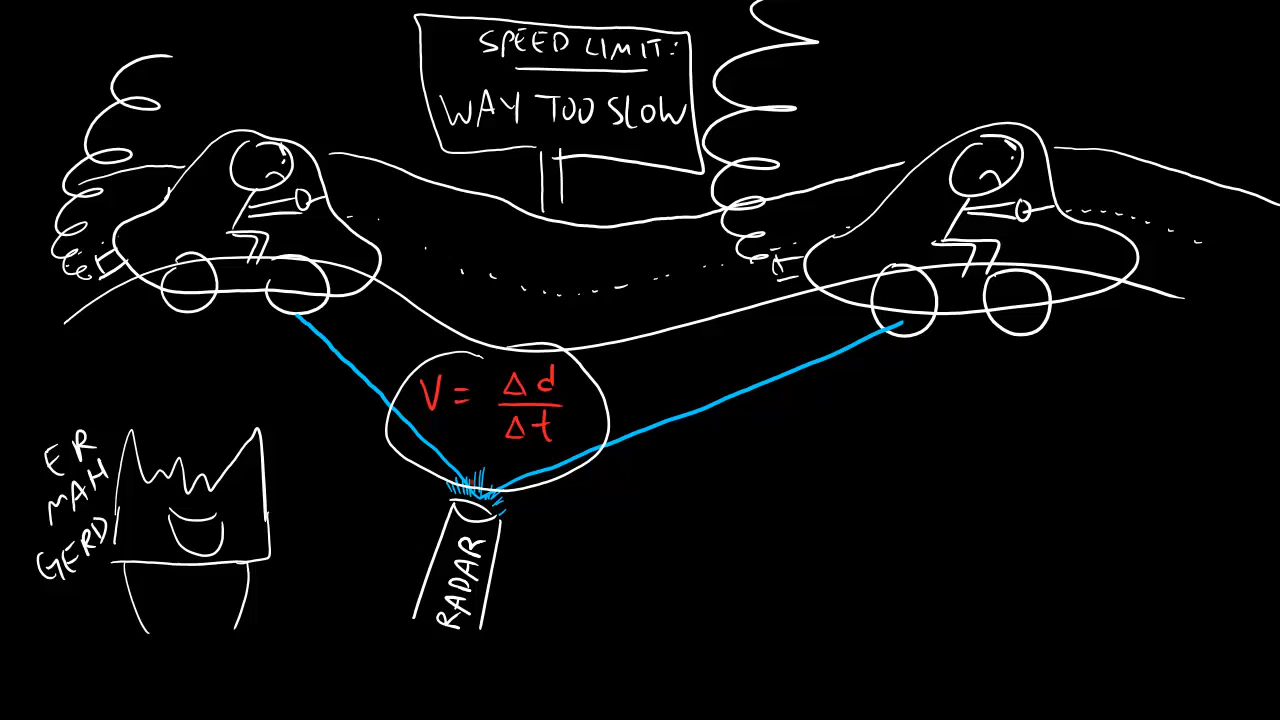 SPEED LIMIT:
WAY TOO SLOW
V = Δd
Δt
ER
MAH
GERD
RADAR